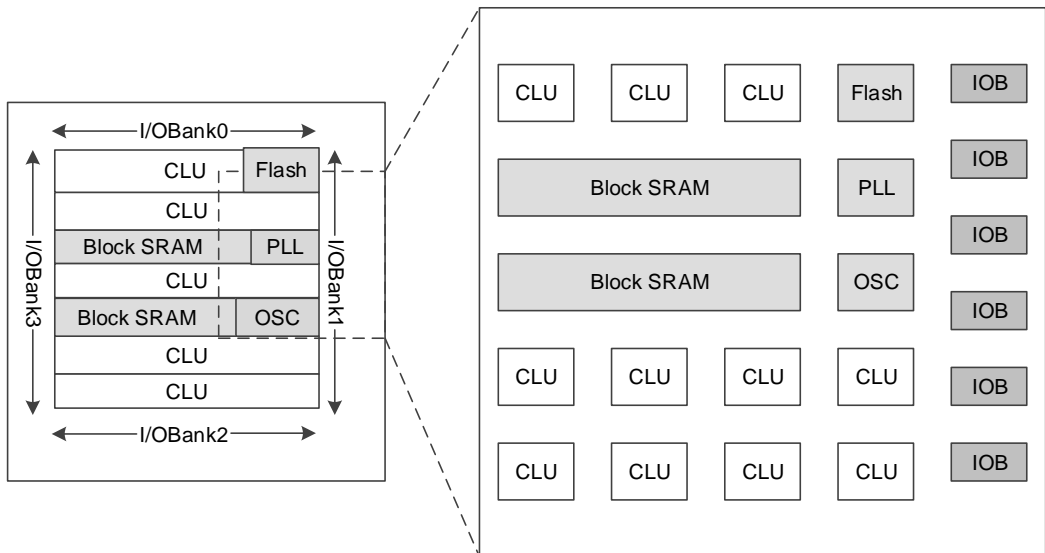 I/OBank0
CLU
Flash
CLU
Block SRAM
PLL
CLU
Block SRAM
OSC
CLU
CLU
I/OBank3
I/OBank1
I/OBank2
CLU
CLU
CLU
Flash
IOB
IOB
Block SRAM
PLL
IOB
Block SRAM
OSC
IOB
CLU
CLU
CLU
CLU
IOB
CLU
CLU
CLU
CLU
IOB